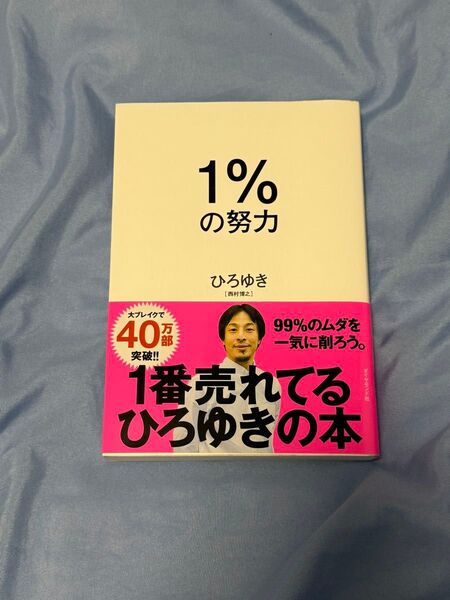 1%
の努力
ひろゆき
[西村博之]
大ブレイクで
40万部
突破!!
99%のムダを
一気に削ろう。
1番売れてる
ひろゆきの本